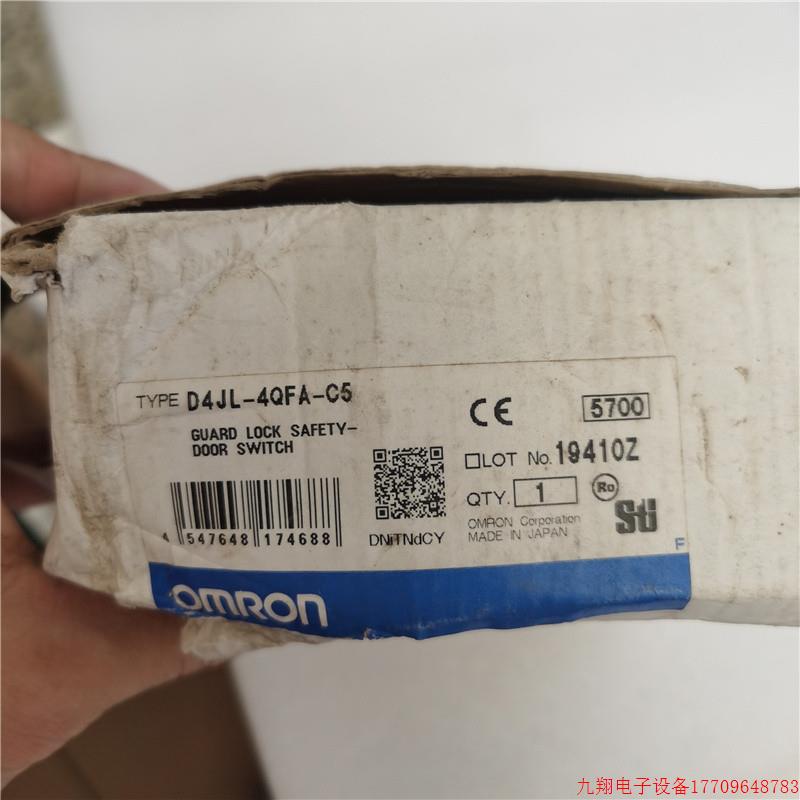 TYPE D4JL-4QFA-C5
GUARD LOCK SAFETY-
DOOR SWITCH
CE
5700
LOT No. 19410Z
QTY. 1
Ro
Sti
OMRON Corporation
MADE IN JAPAN
4 547648 174688
DNiTNdCY
F
OMRON
九翔电子设备17709648783